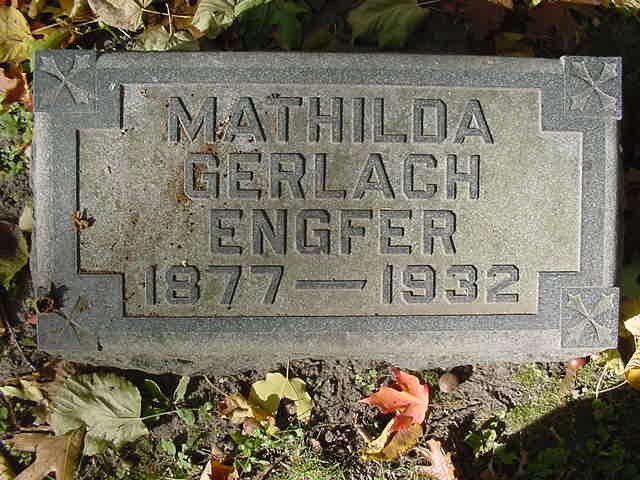 MATHILDA
GERLACH
ENGFER
1877 — 1932